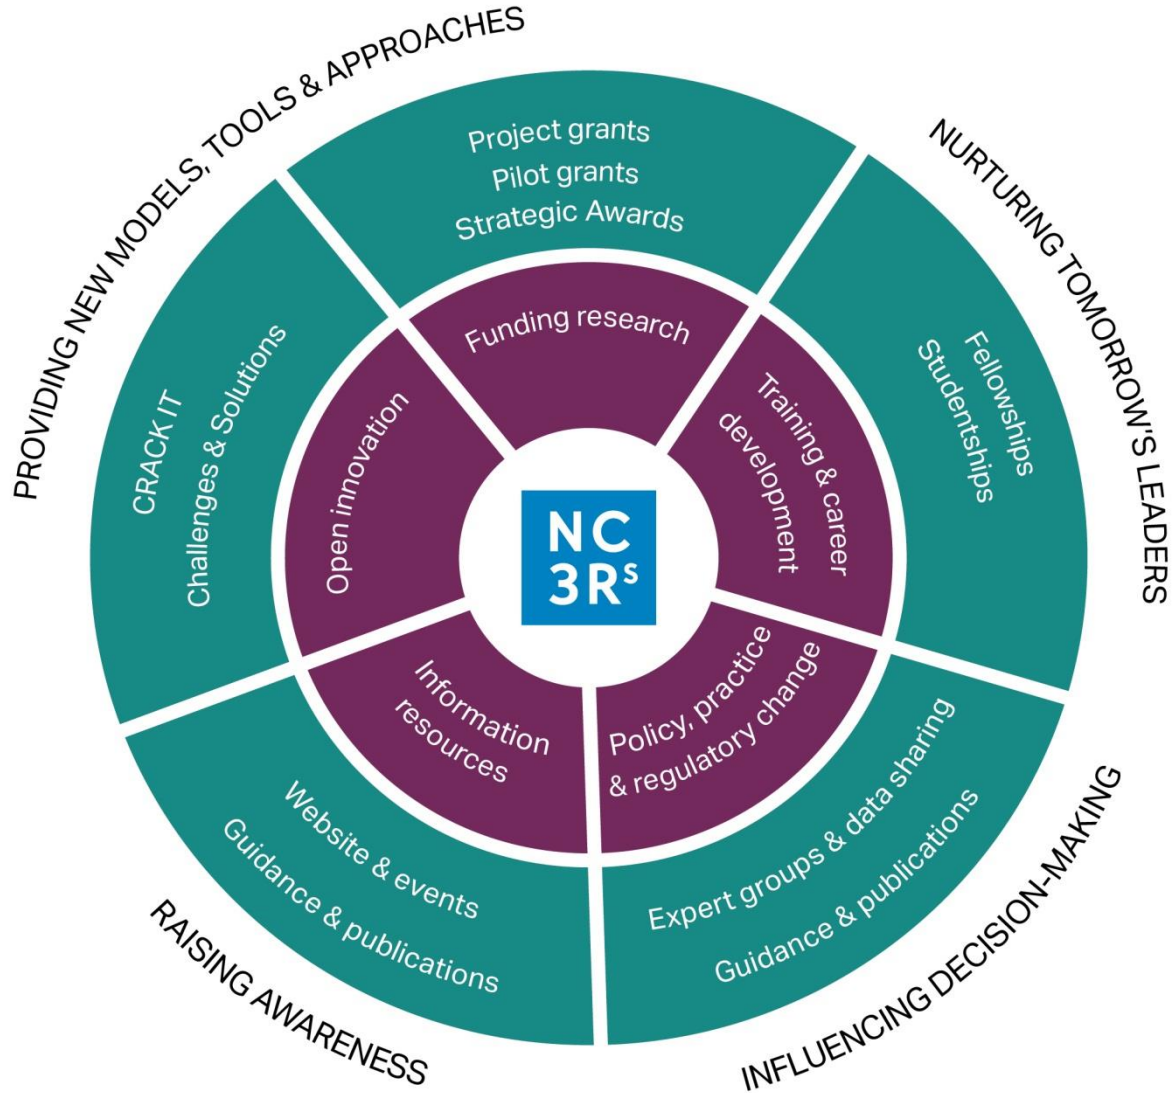 PROVIDING NEW MODELS, TOOLS & APPROACHES
NURTURING TOMORROW'S LEADERS
INFLUENCING DECISION-MAKING
RAISING AWARENESS
Project grants
Pilot grants
Strategic Awards
Funding research
Fellowships
Studentships
Training & career
development
Expert groups & data sharing
Guidance & publications
Policy, practice
& regulatory change
Website & events
Guidance & publications
Information
resources
CRACK IT
Challenges & Solutions
Open innovation
NC
3Rs